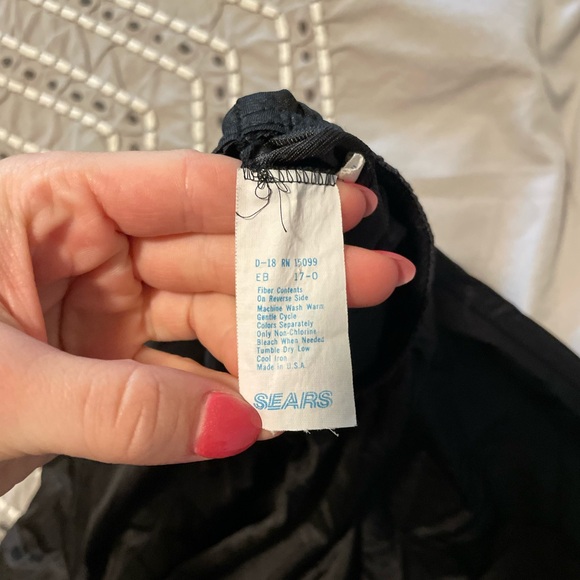 D-18 RN 15099
EB 17-0
Fiber Contents
On Reverse Side
Machine Wash Warm
Gentle Cycle
Colors Separately
Only Non-Chlorine
Bleach When Needed
Tumble Dry Low
Cool Iron
Made in U.S.A.
SEARS